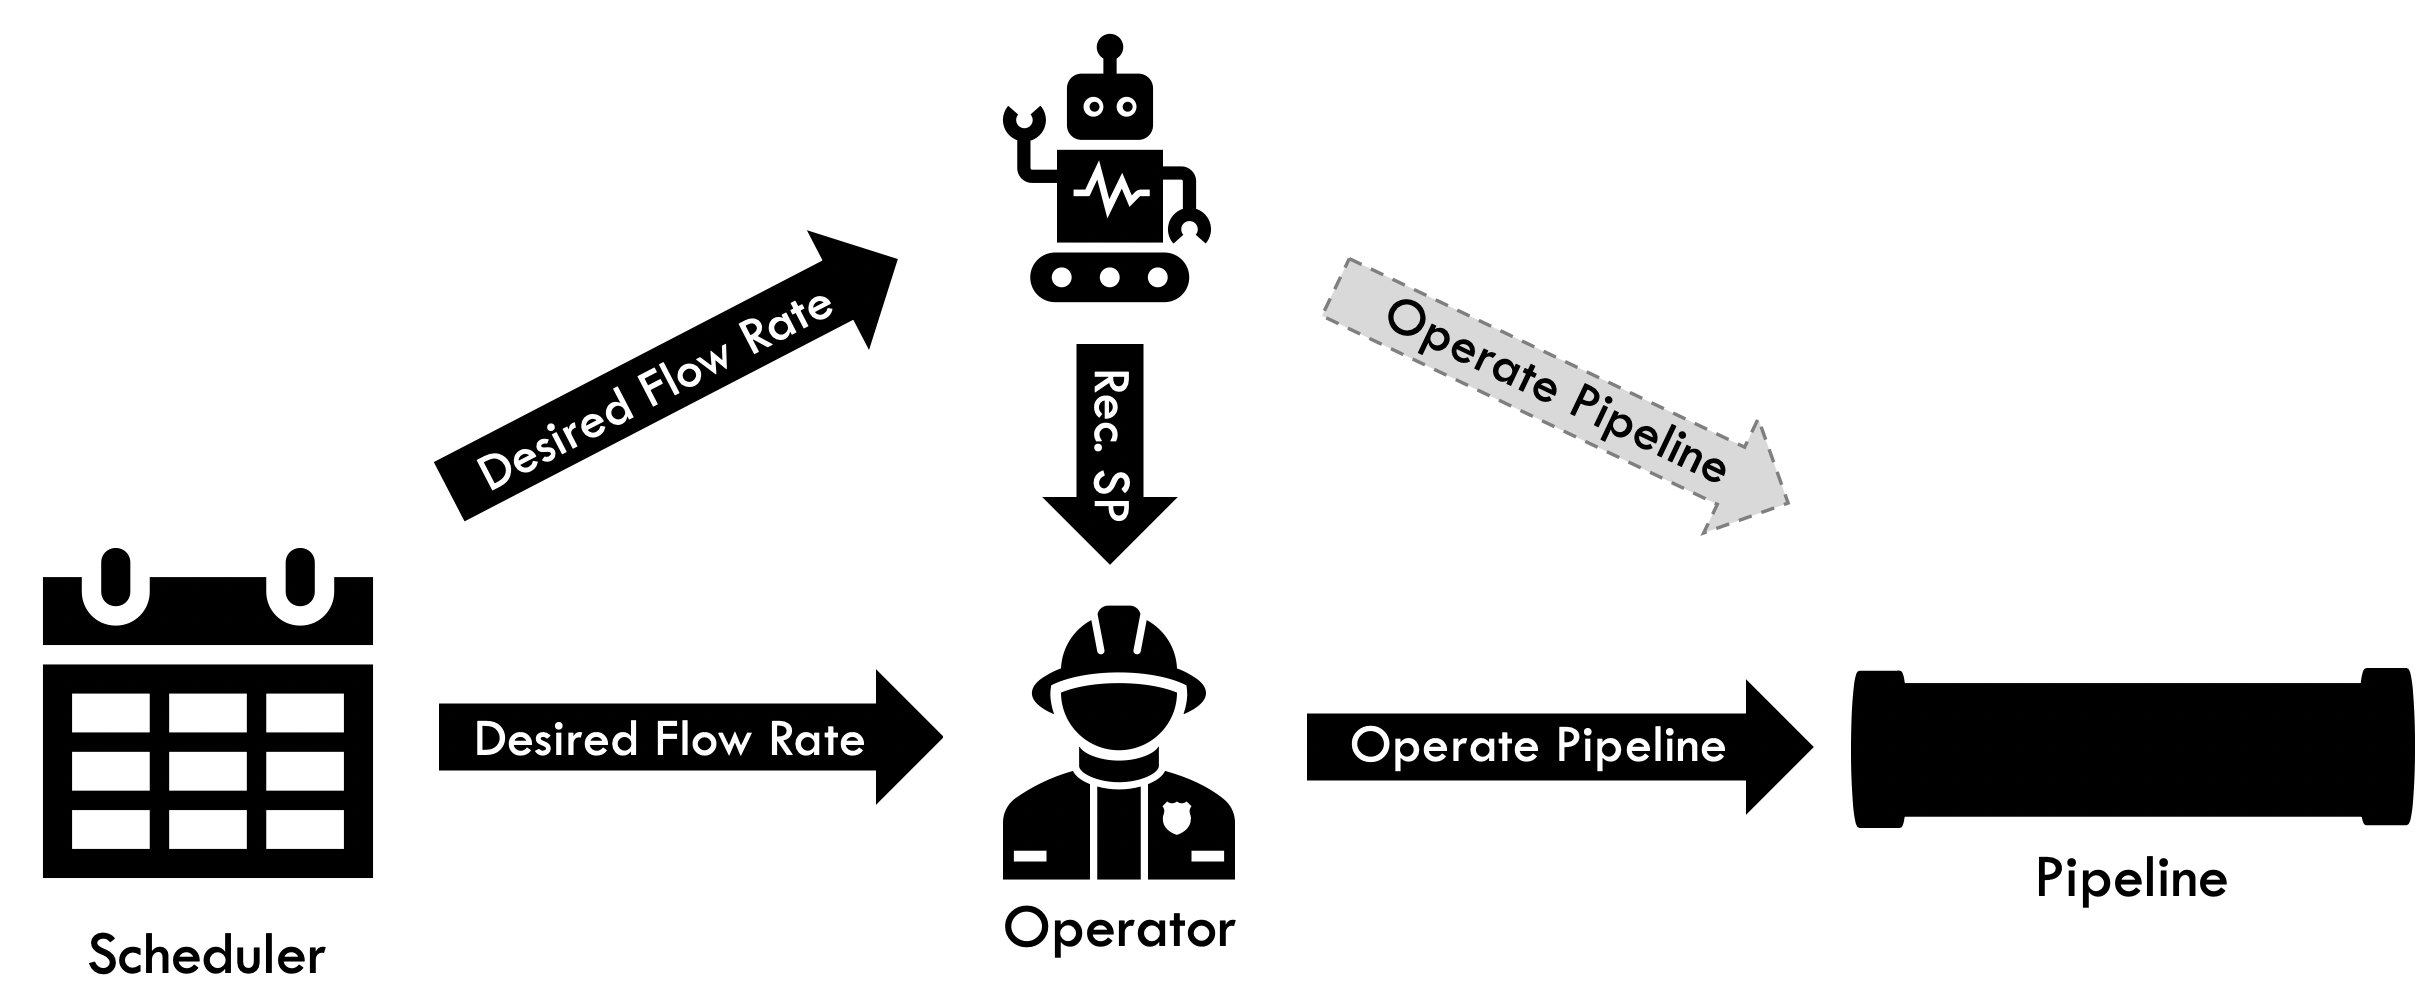 Desired Flow Rate
Rec. SP
Operate Pipeline
Desired Flow Rate
Operate Pipeline
Scheduler
Operator
Pipeline